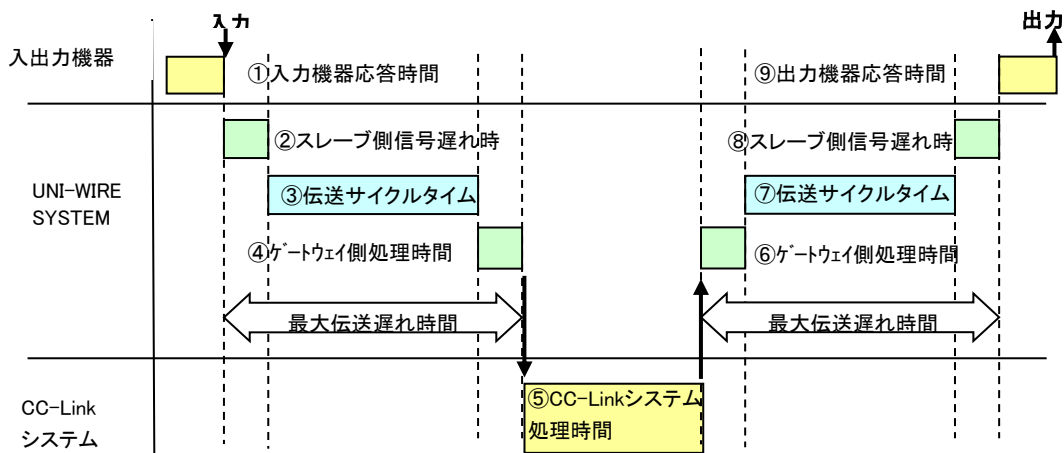 入力
出力
入出力機器
①入力機器応答時間
⑨出力機器応答時間
②スレーブ側信号遅れ時
⑧スレーブ側信号遅れ時
UNI-WIRE
SYSTEM
③伝送サイクルタイム
⑦伝送サイクルタイム
④ゲートウェイ側処理時間
⑥ゲートウェイ側処理時間
最大伝送遅れ時間
最大伝送遅れ時間
CC-Link
システム
⑤CC-Linkシステム
処理時間